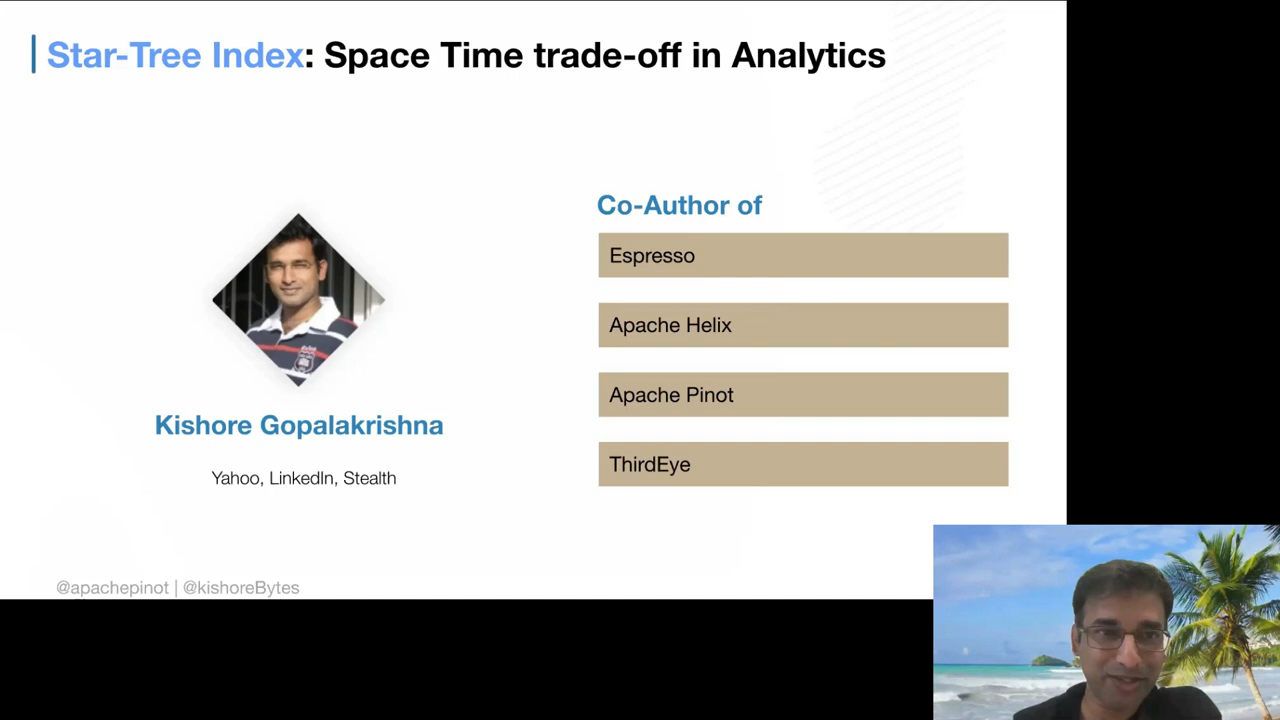 Star-Tree Index: Space Time trade-off in Analytics
Co-Author of
Espresso
Apache Helix
Apache Pinot
ThirdEye
Kishore Gopalakrishna
Yahoo, LinkedIn, Stealth
@apachepinot | @kishoreBytes